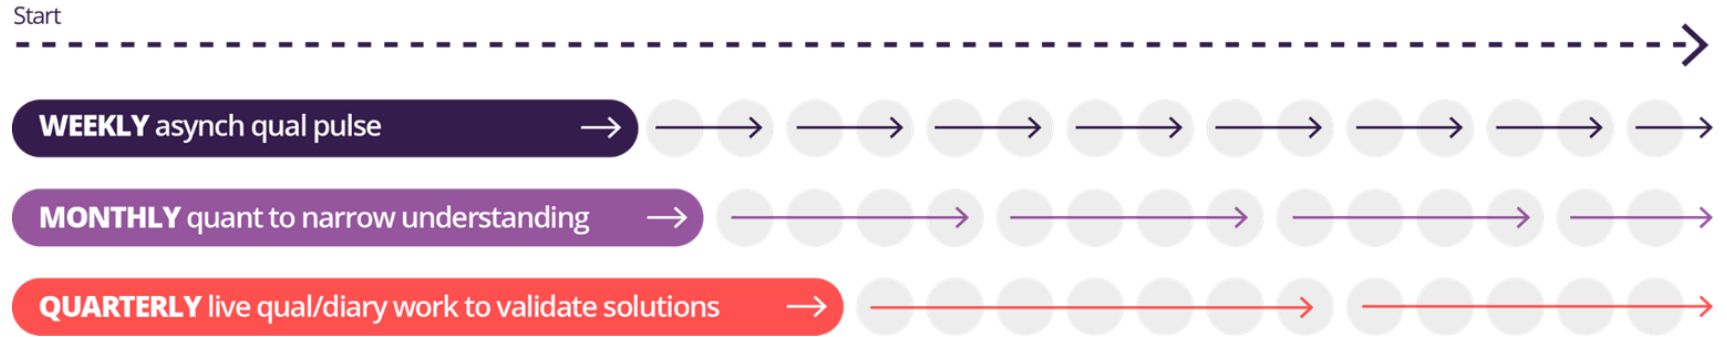 Start
WEEKLY asynch qual pulse
MONTHLY quant to narrow understanding
QUARTERLY live qual/diary work to validate solutions